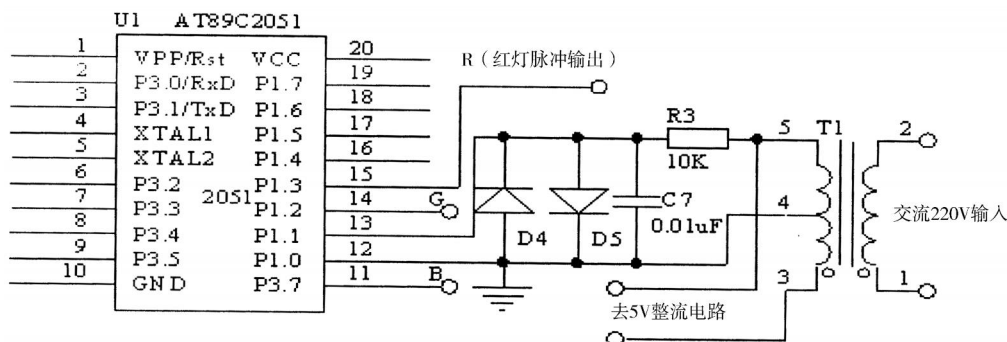 U1 AT89C2051
1 VPP/Rst VCC 20
2 P3.0/RxD P1.7 19
3 P3.1/TxD P1.6 18
4 XTAL1 P1.5 17
5 XTAL2 P1.4 16
6 P3.2 P1.3 15
7 P3.3 2051 P1.2 14
8 P3.4 P1.1 13
9 P3.5 P1.0 12
10 GND P3.7 11
R（红灯脉冲输出）
G
B
D4
D5
R3
10K
C7
0.01uF
5 T1 2
4
3 1
交流220V输入
去5V整流电路